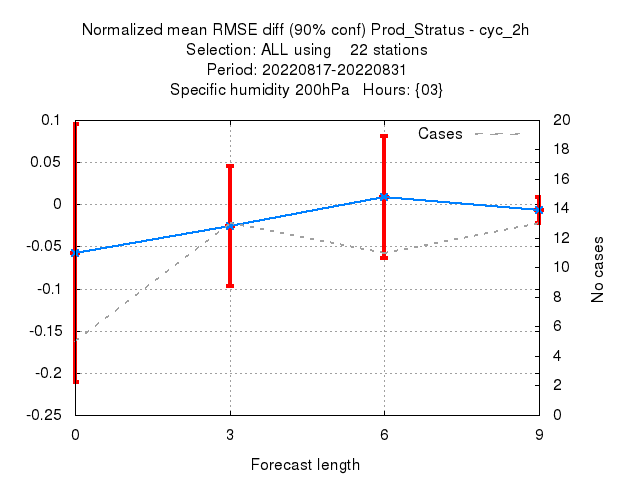 Normalized mean RMSE diff (90% conf) Prod_Stratus - cyc_2h
Selection: ALL using    22 stations
Period: 20220817-20220831
Specific humidity 200hPa   Hours: {03}
Cases
0.1
0.05
0
-0.05
-0.1
-0.15
-0.2
-0.25
20
18
16
14
12
10
8
6
4
2
0
No cases
0 3 6 9
Forecast length